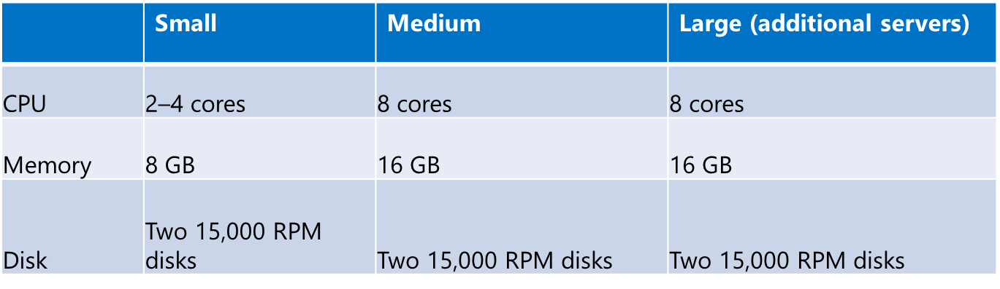 Small Medium Large (additional servers)
CPU 2–4 cores 8 cores 8 cores
Memory 8 GB 16 GB 16 GB
Two 15,000 RPM
Disk disks Two 15,000 RPM disks Two 15,000 RPM disks